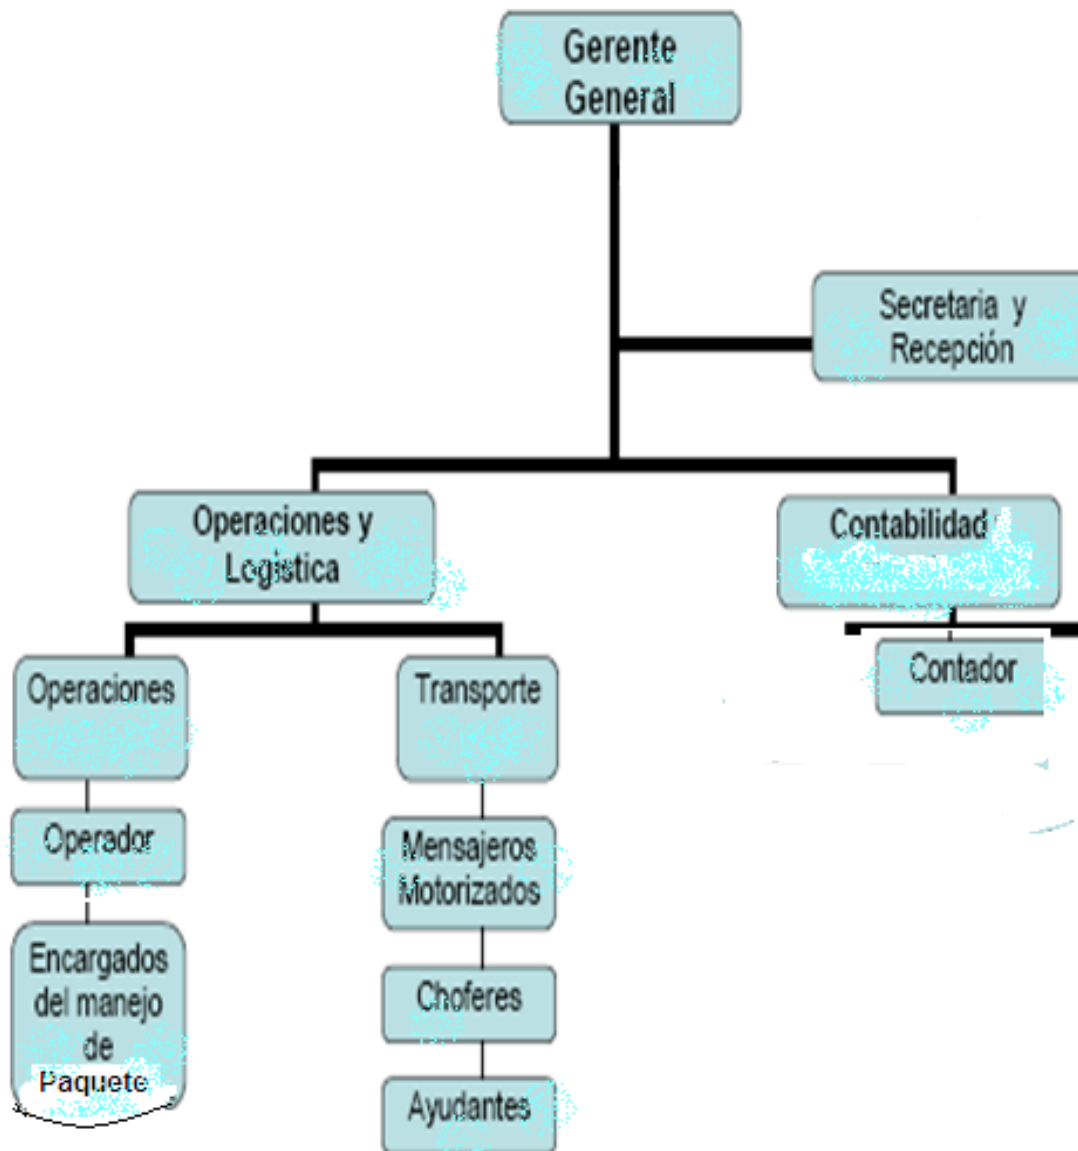 Gerente
General
Secretaria y
Recepción
Operaciones y
Logística
Contabilidad
Operaciones
Transporte
Contador
Operador
Mensajeros
Motorizados
Encargados
del manejo
de
Paquete
Choferes
Ayudantes